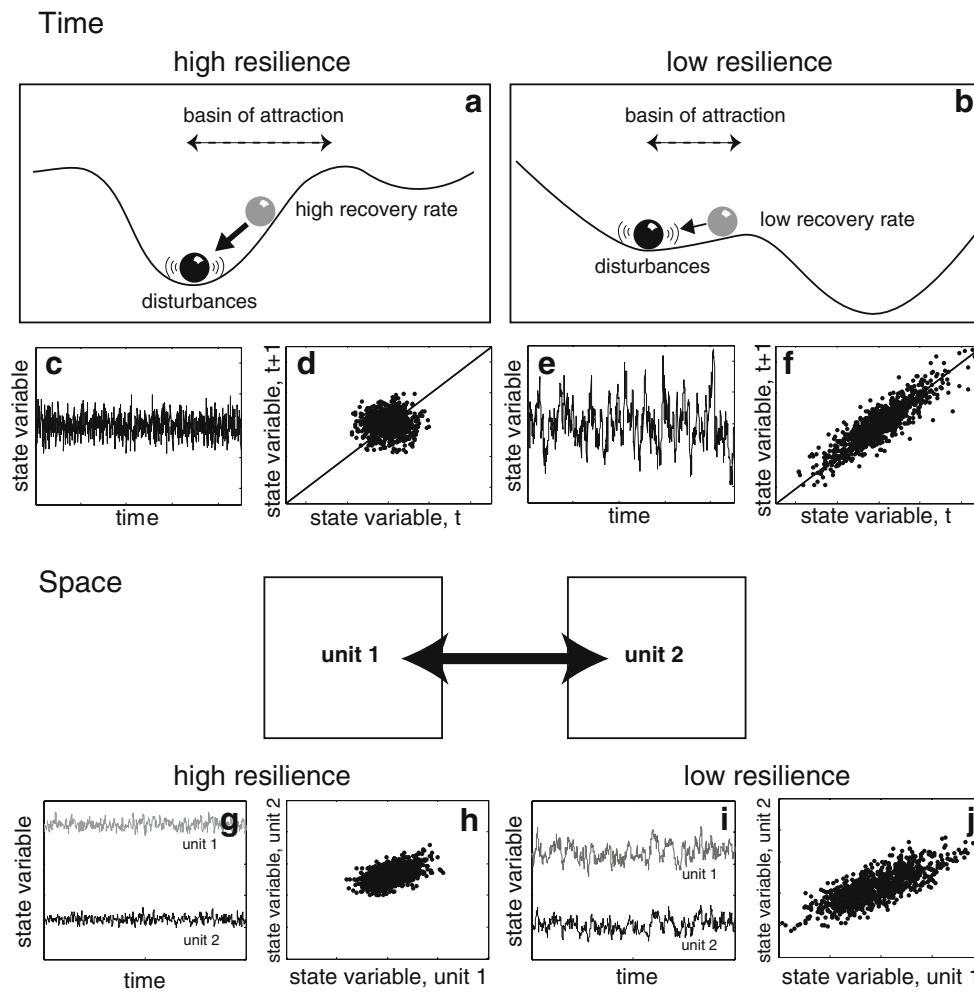 Time
high resilience
low resilience
a
basin of attraction
high recovery rate
disturbances
b
basin of attraction
low recovery rate
disturbances
c
state variable
time
d
state variable, t+1
state variable, t
e
state variable
time
f
state variable, t+1
state variable, t
Space
unit 1
unit 2
high resilience
low resilience
g
state variable
unit 1
unit 2
time
h
state variable, unit 2
state variable, unit 1
i
state variable
unit 1
unit 2
time
j
state variable, unit 2
state variable, unit 1